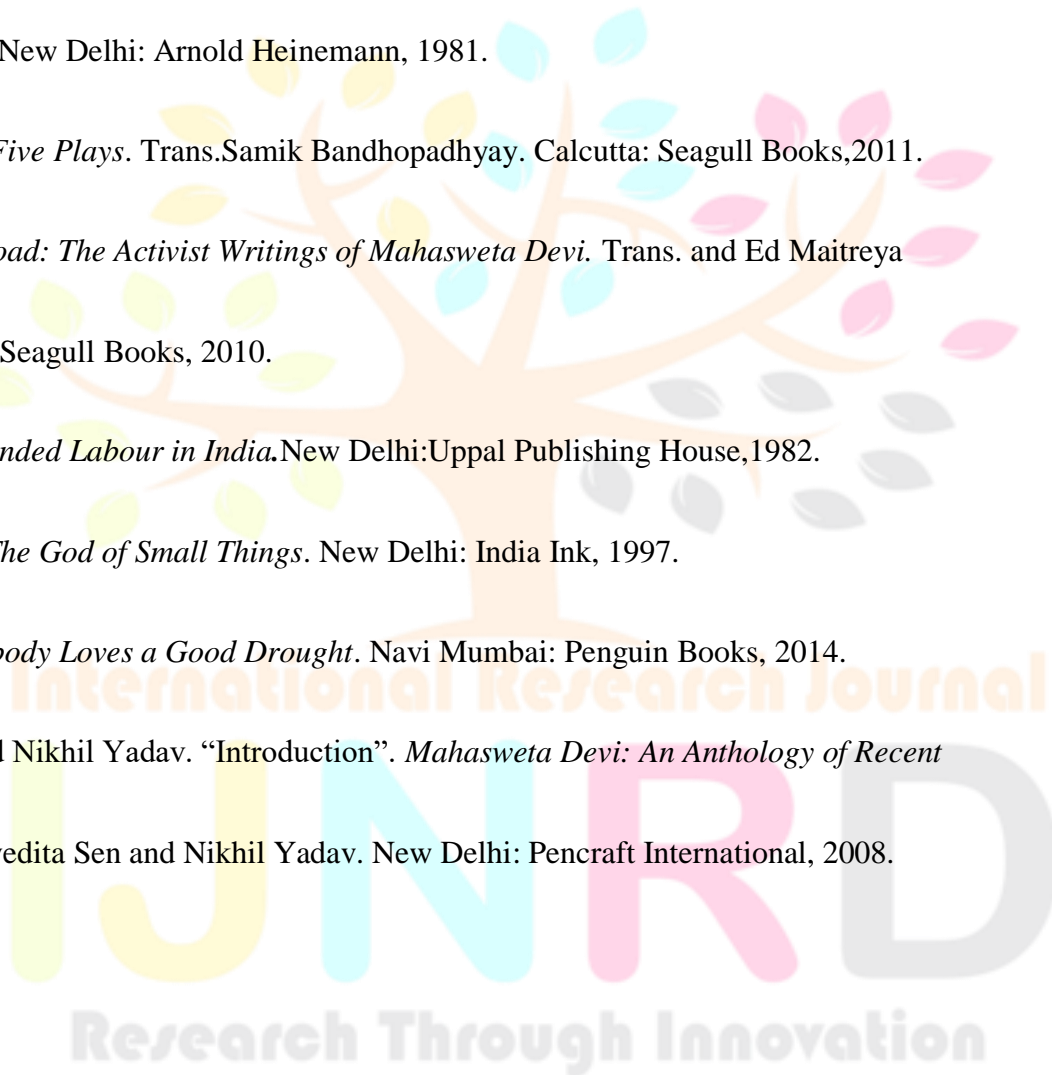 New Delhi: Arnold Heinemann, 1981.
Five Plays. Trans.Samik Bandhopadhyay. Calcutta: Seagull Books,2011.
oad: The Activist Writings of Mahasweta Devi. Trans. and Ed Maitreya
Seagull Books, 2010.
nded Labour in India.New Delhi:Uppal Publishing House,1982.
The God of Small Things. New Delhi: India Ink, 1997.
body Loves a Good Drought. Navi Mumbai: Penguin Books, 2014.
International Research Journal
d Nikhil Yadav. “Introduction”. Mahasweta Devi: An Anthology of Recent
vedita Sen and Nikhil Yadav. New Delhi: Pencraft International, 2008.
IJNRD
Research Through Innovation